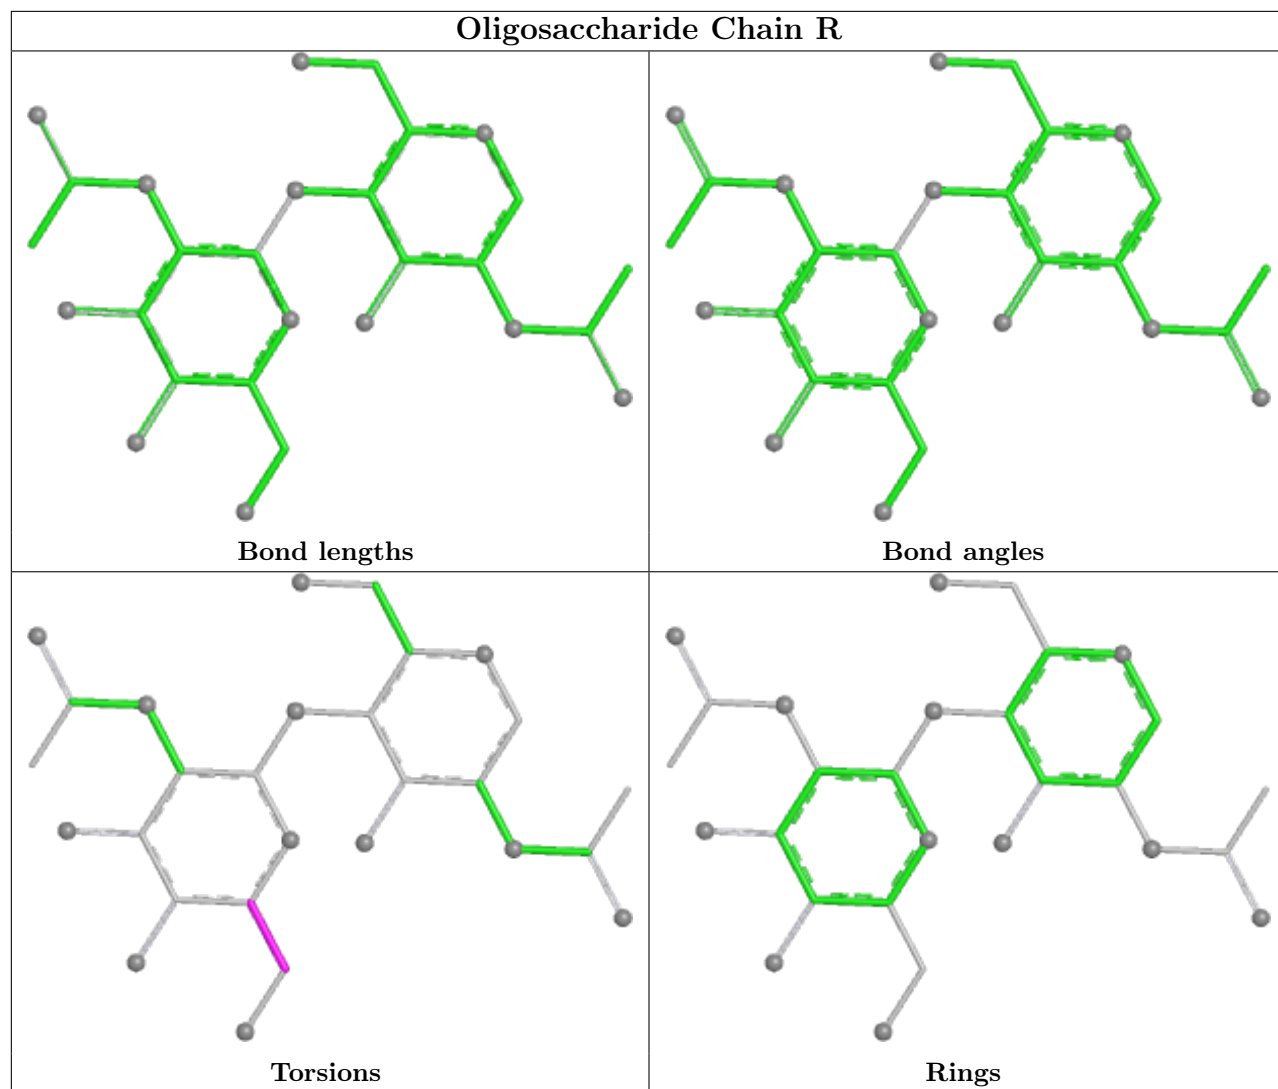 Oligosaccharide Chain R
Bond lengths
Bond angles
Torsions
Rings